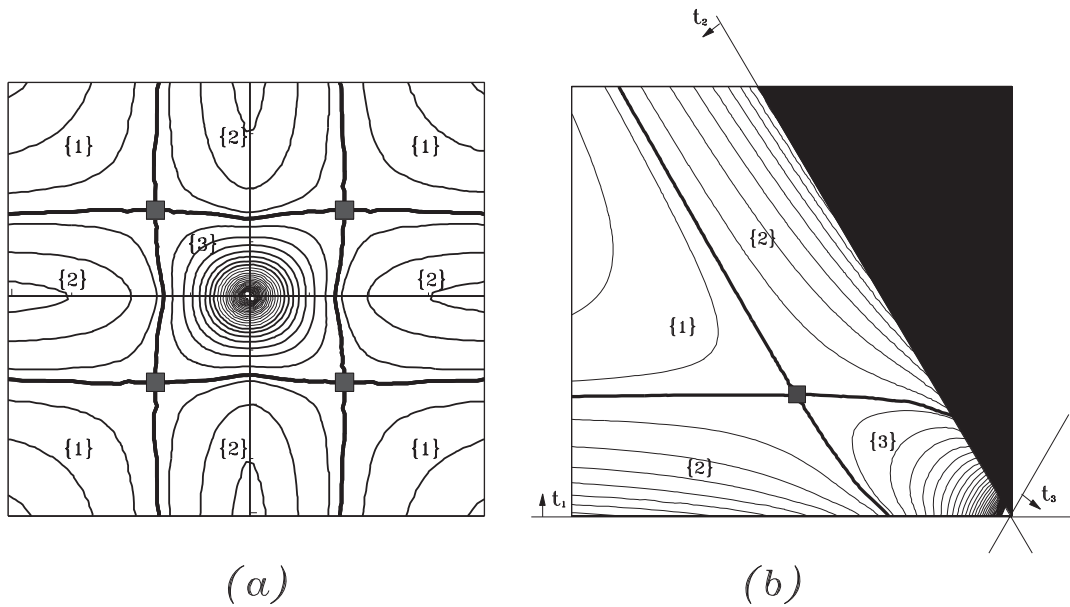 {1} {2} {1}
{3}
{2} {2}
{1} {2} {1}
(a)
t₂
{2}
{1}
{3}
{2}
t₁
t₃
(b)